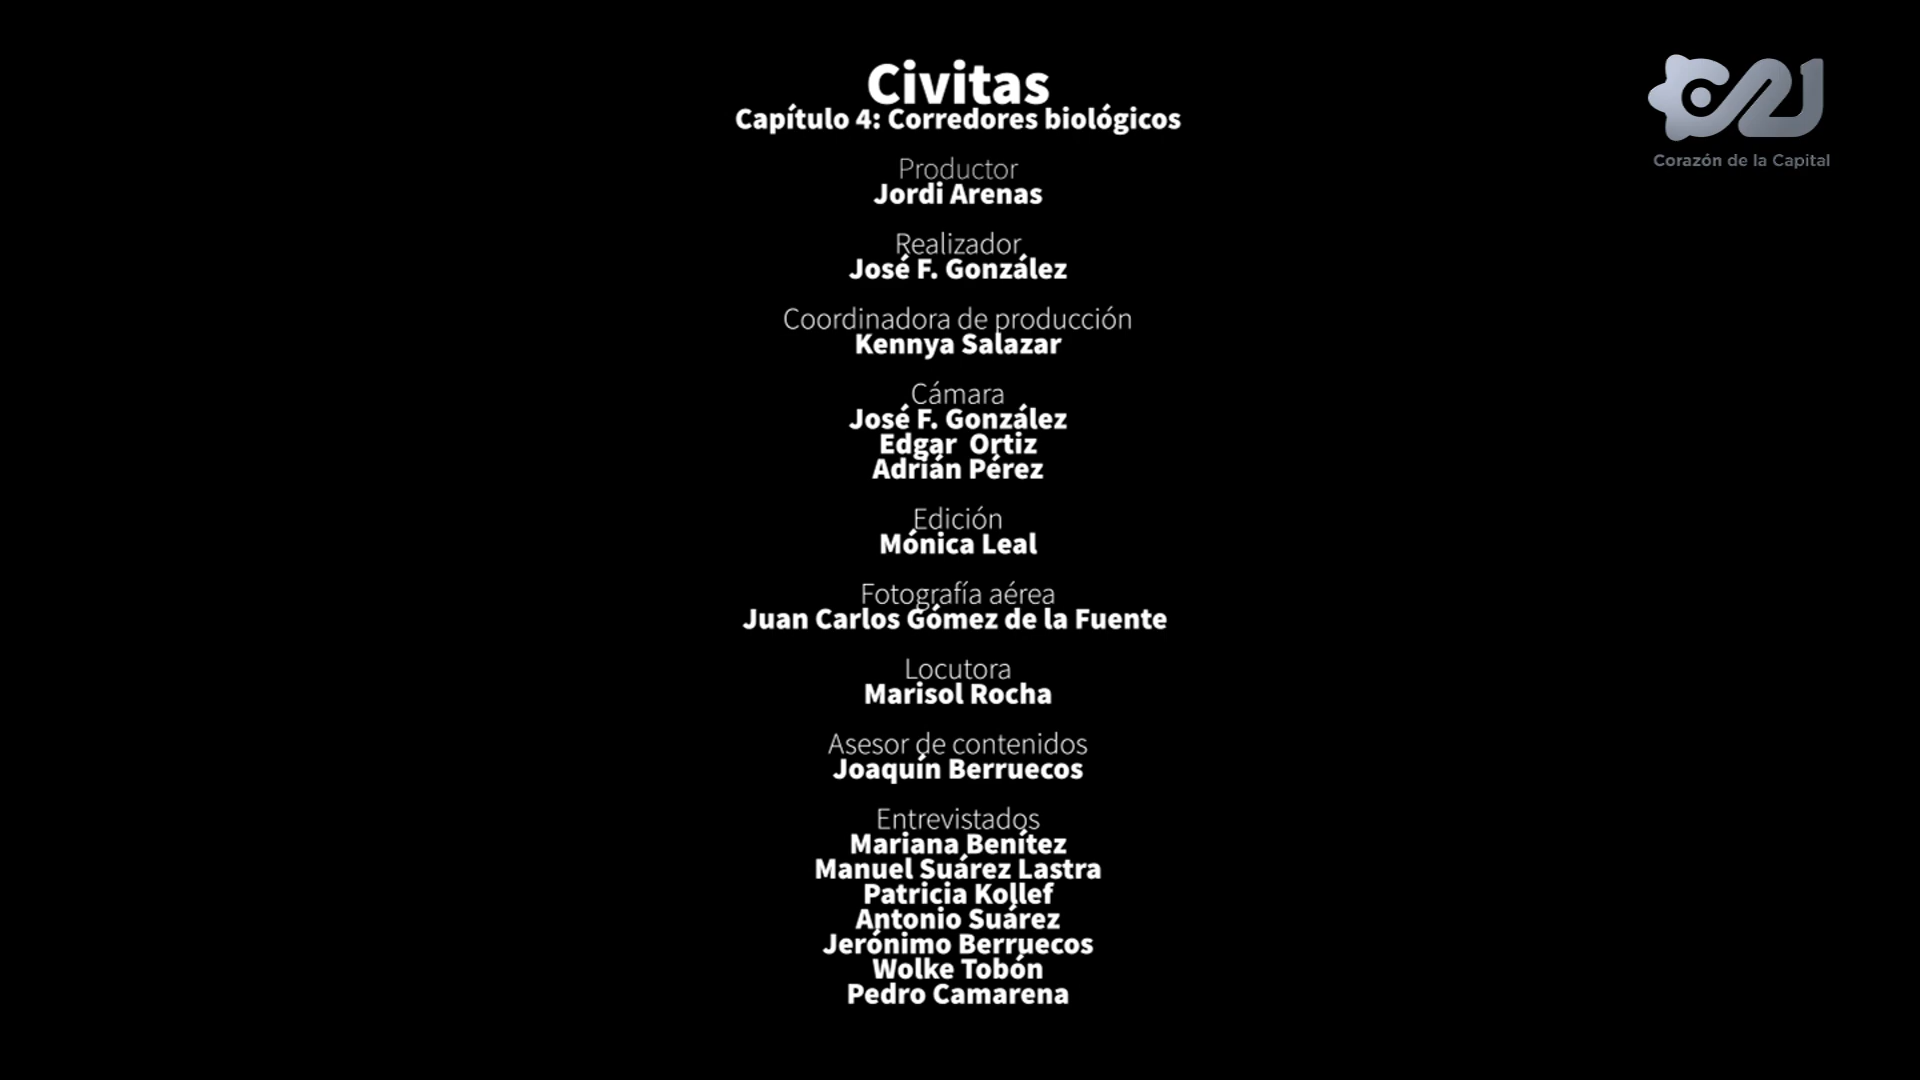 Civitas
Capítulo 4: Corredores biológicos
Productor
Jordi Arenas
Realizador
José F. González
Coordinadora de producción
Kennya Salazar
Cámara
José F. González
Edgar Ortiz
Adrián Pérez
Edición
Mónica Leal
Fotografía aérea
Juan Carlos Gómez de la Fuente
Locutora
Marisol Rocha
Asesor de contenidos
Joaquín Berruecos
Entrevistados
Mariana Benítez
Manuel Suárez Lastra
Patricia Kollef
Antonio Suárez
Jerónimo Berruecos
Wolke Tobón
Pedro Camarena
C21
Corazón de la Capital